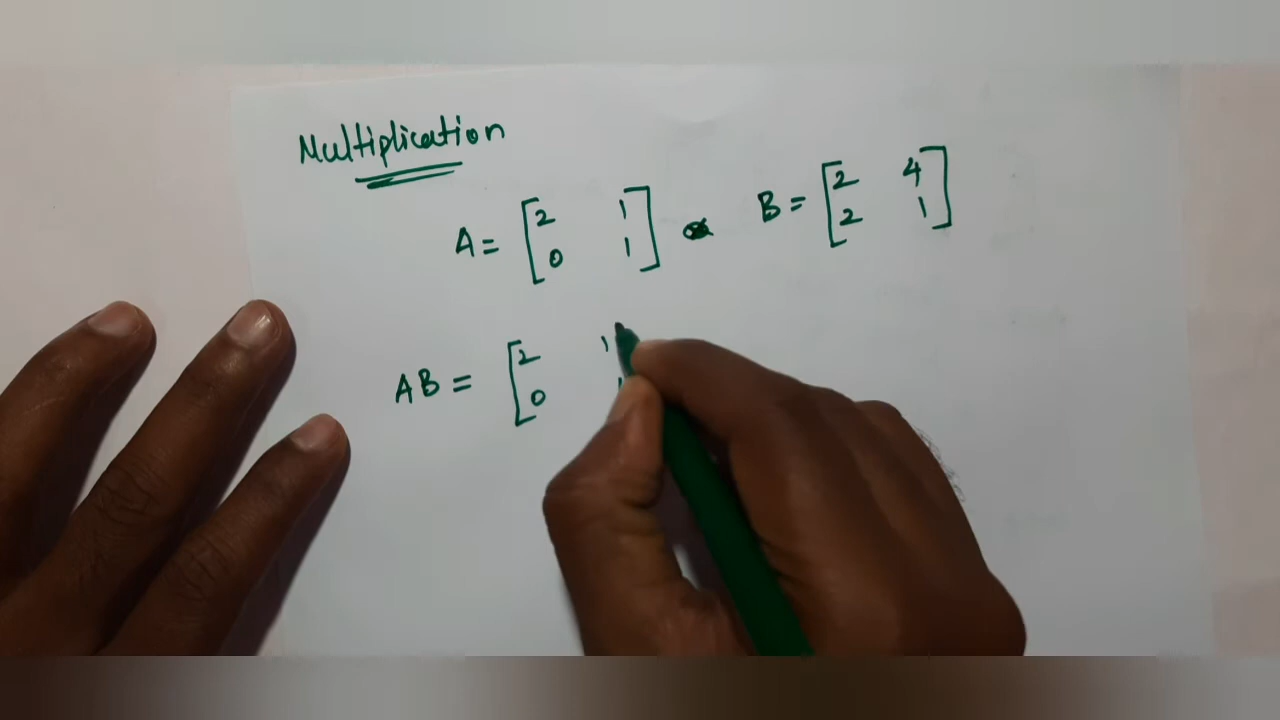 Multiplication
A = [2 1 B = [2 4
0 1] 2 1]
AB = [2 1
0 1